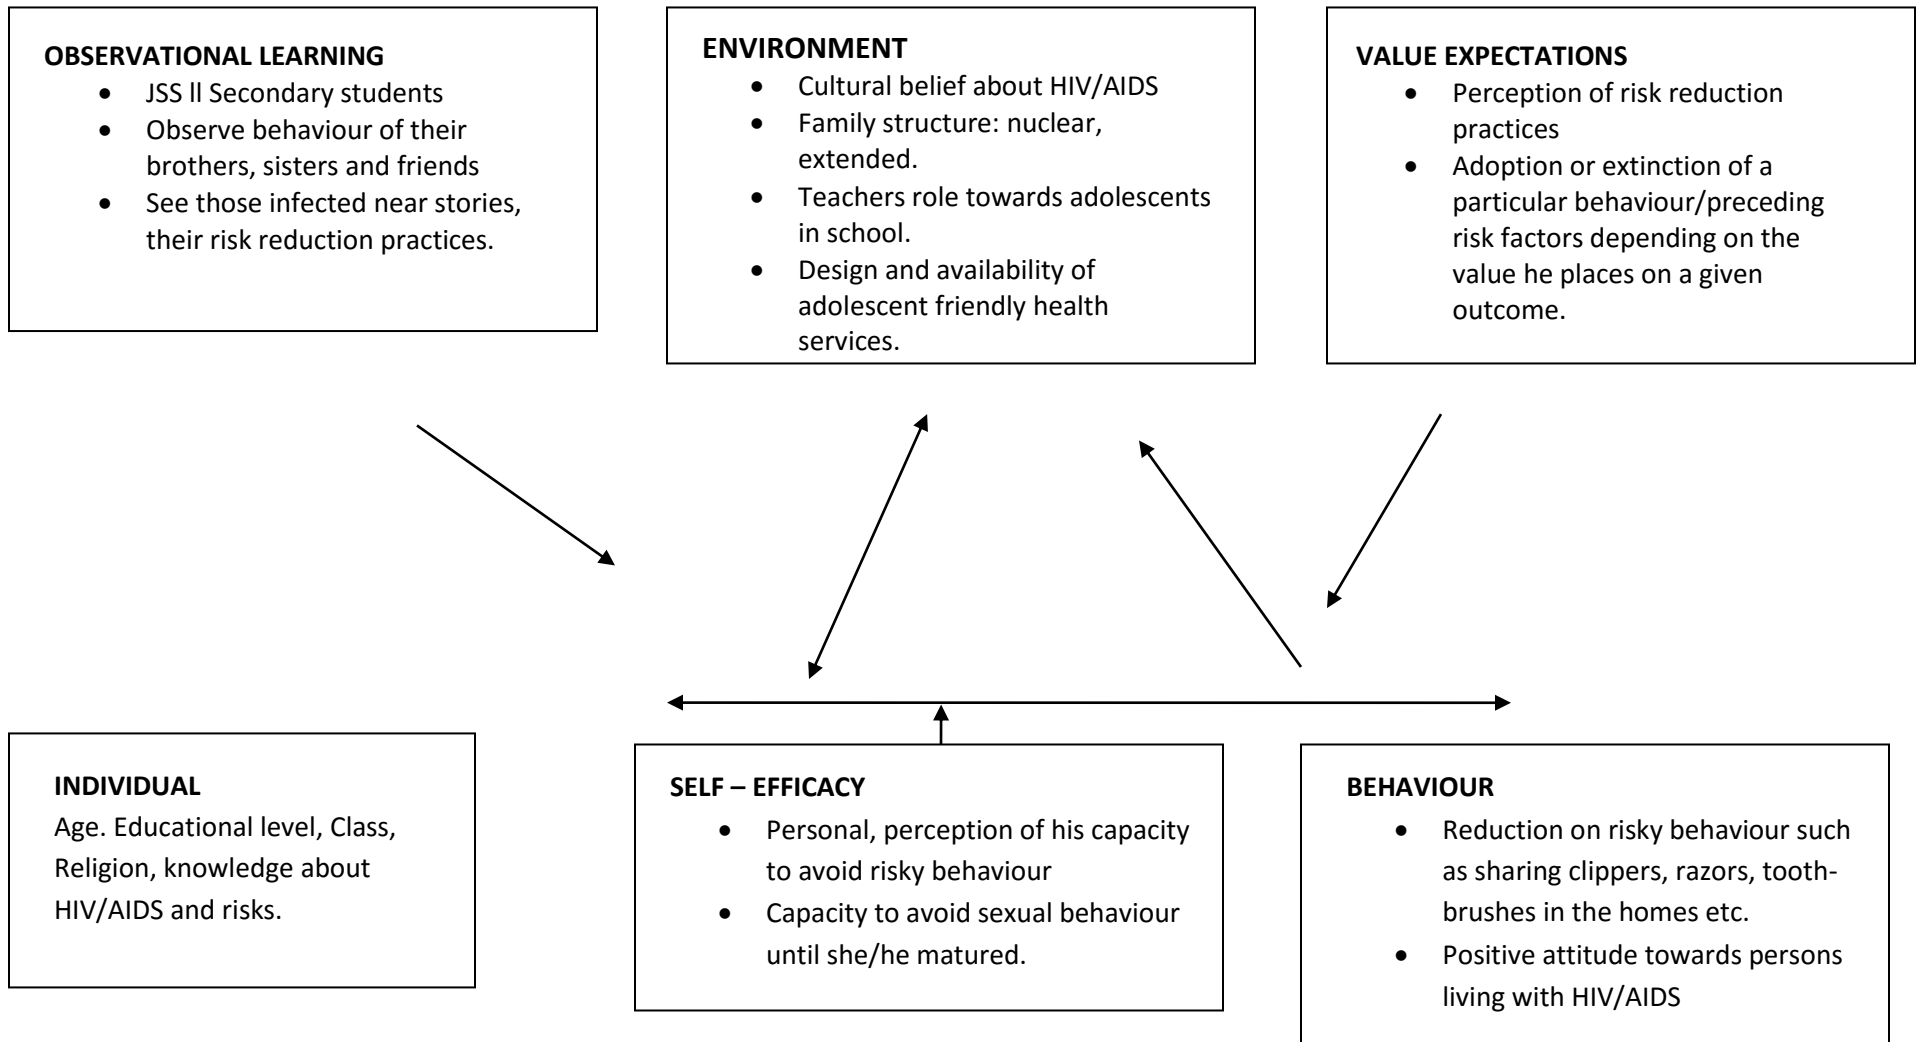 OBSERVATIONAL LEARNING
• JSS ll Secondary students
• Observe behaviour of their
brothers, sisters and friends
• See those infected near stories,
their risk reduction practices.
ENVIRONMENT
• Cultural belief about HIV/AIDS
• Family structure: nuclear,
extended.
• Teachers role towards adolescents
in school.
• Design and availability of
adolescent friendly health
services.
VALUE EXPECTATIONS
• Perception of risk reduction
practices
• Adoption or extinction of a
particular behaviour/preceding
risk factors depending on the
value he places on a given
outcome.
INDIVIDUAL
Age. Educational level, Class,
Religion, knowledge about
HIV/AIDS and risks.
SELF – EFFICACY
• Personal, perception of his capacity
to avoid risky behaviour
• Capacity to avoid sexual behaviour
until she/he matured.
BEHAVIOUR
• Reduction on risky behaviour such
as sharing clippers, razors, tooth-
brushes in the homes etc.
• Positive attitude towards persons
living with HIV/AIDS